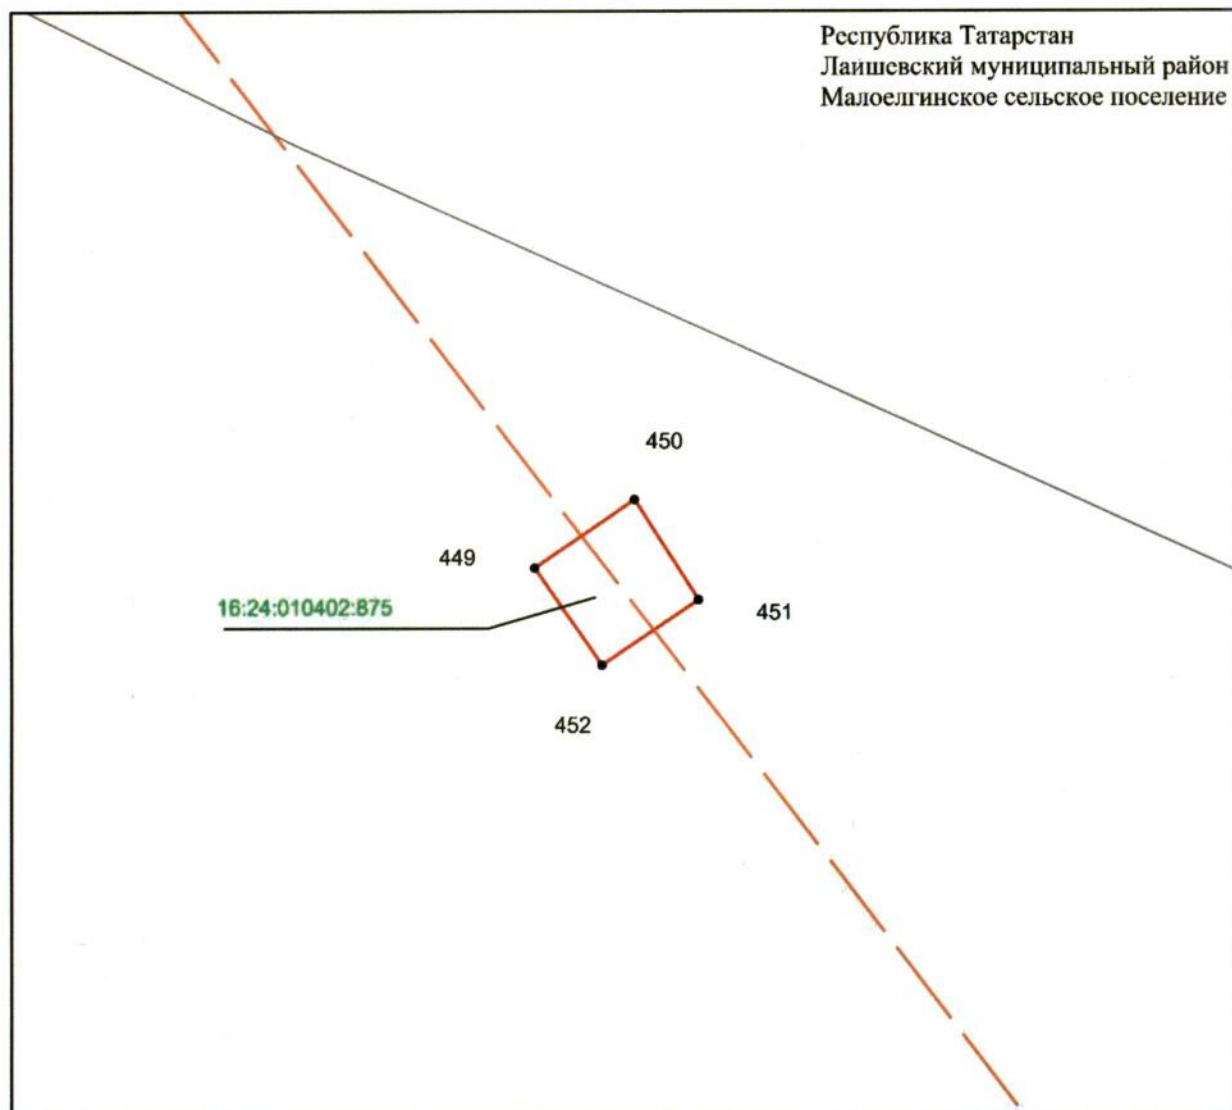 Республика Татарстан
Лаишевский муниципальный район
Малоелгинское сельское поселение
450
449
16:24:010402:875
451
452